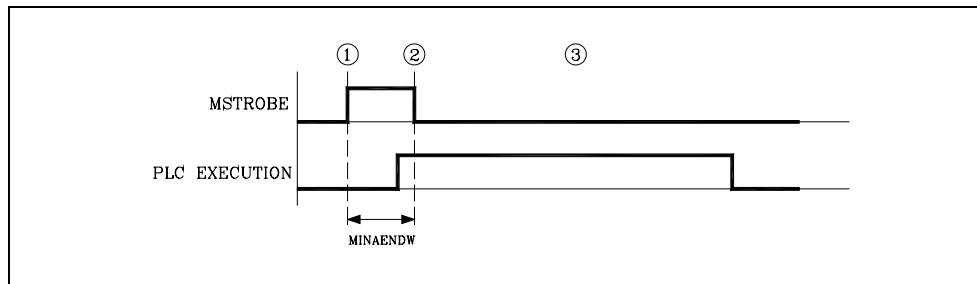 ① ② ③
MSTROBE
PLC EXECUTION
MINAENDW